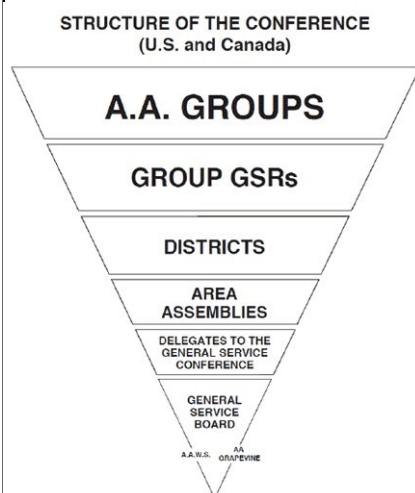 STRUCTURE OF THE CONFERENCE
(U.S. and Canada)
A.A. GROUPS
GROUP GSRs
DISTRICTS
AREA
ASSEMBLIES
DELEGATES TO THE
GENERAL SERVICE
CONFERENCE
GENERAL
SERVICE
BOARD
A.A.W.S.
AA
GRAPEVINE